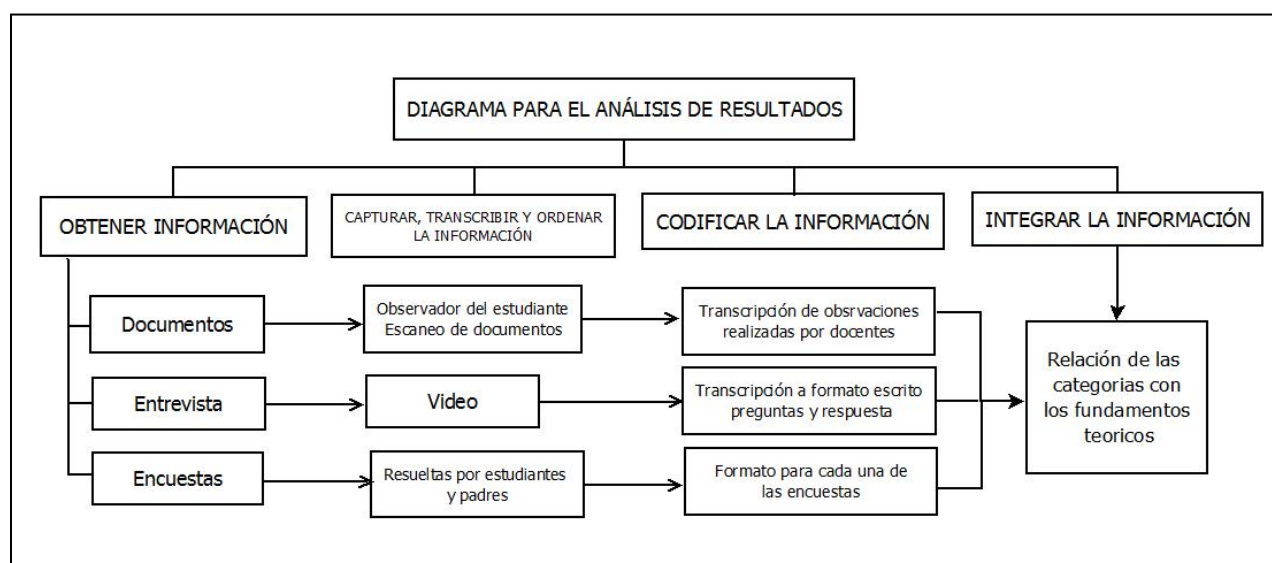 DIAGRAMA PARA EL ANÁLISIS DE RESULTADOS
OBTENER INFORMACIÓN
CAPTURAR, TRANSCRIBIR Y ORDENAR
LA INFORMACIÓN
CODIFICAR LA INFORMACIÓN
INTEGRAR LA INFORMACIÓN
Documentos
Observador del estudiante
Escaneo de documentos
Transcripción de obsrvaciones
realizadas por docentes
Entrevista
Video
Transcripción a formato escrito
preguntas y respuesta
Encuestas
Resueltas por estudiantes
y padres
Formato para cada una de
las encuestas
Relación de las
categorias con
los fundamentos
teoricos